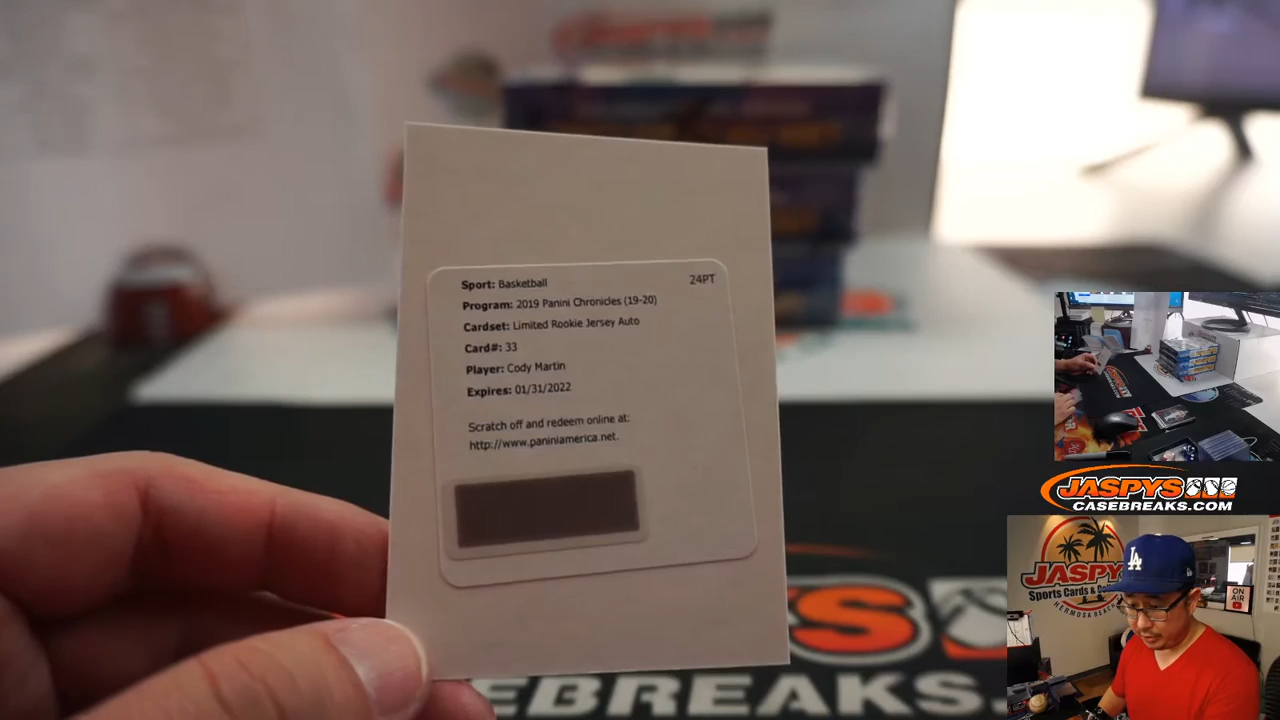 Sport: Basketball
24PT
Program: 2019 Panini Chronicles (19-20)
Cardset: Limited Rookie Jersey Auto
Card#: 33
Player: Cody Martin
Expires: 01/31/2022
Scratch off and redeem online at:
http://www.paniniamerica.net.
JASPYS
CASEBREAKS.COM
JASPY
Sports Cards &
HERMOSA BEACH
LA
ON
AIR
S
EBREAKS.